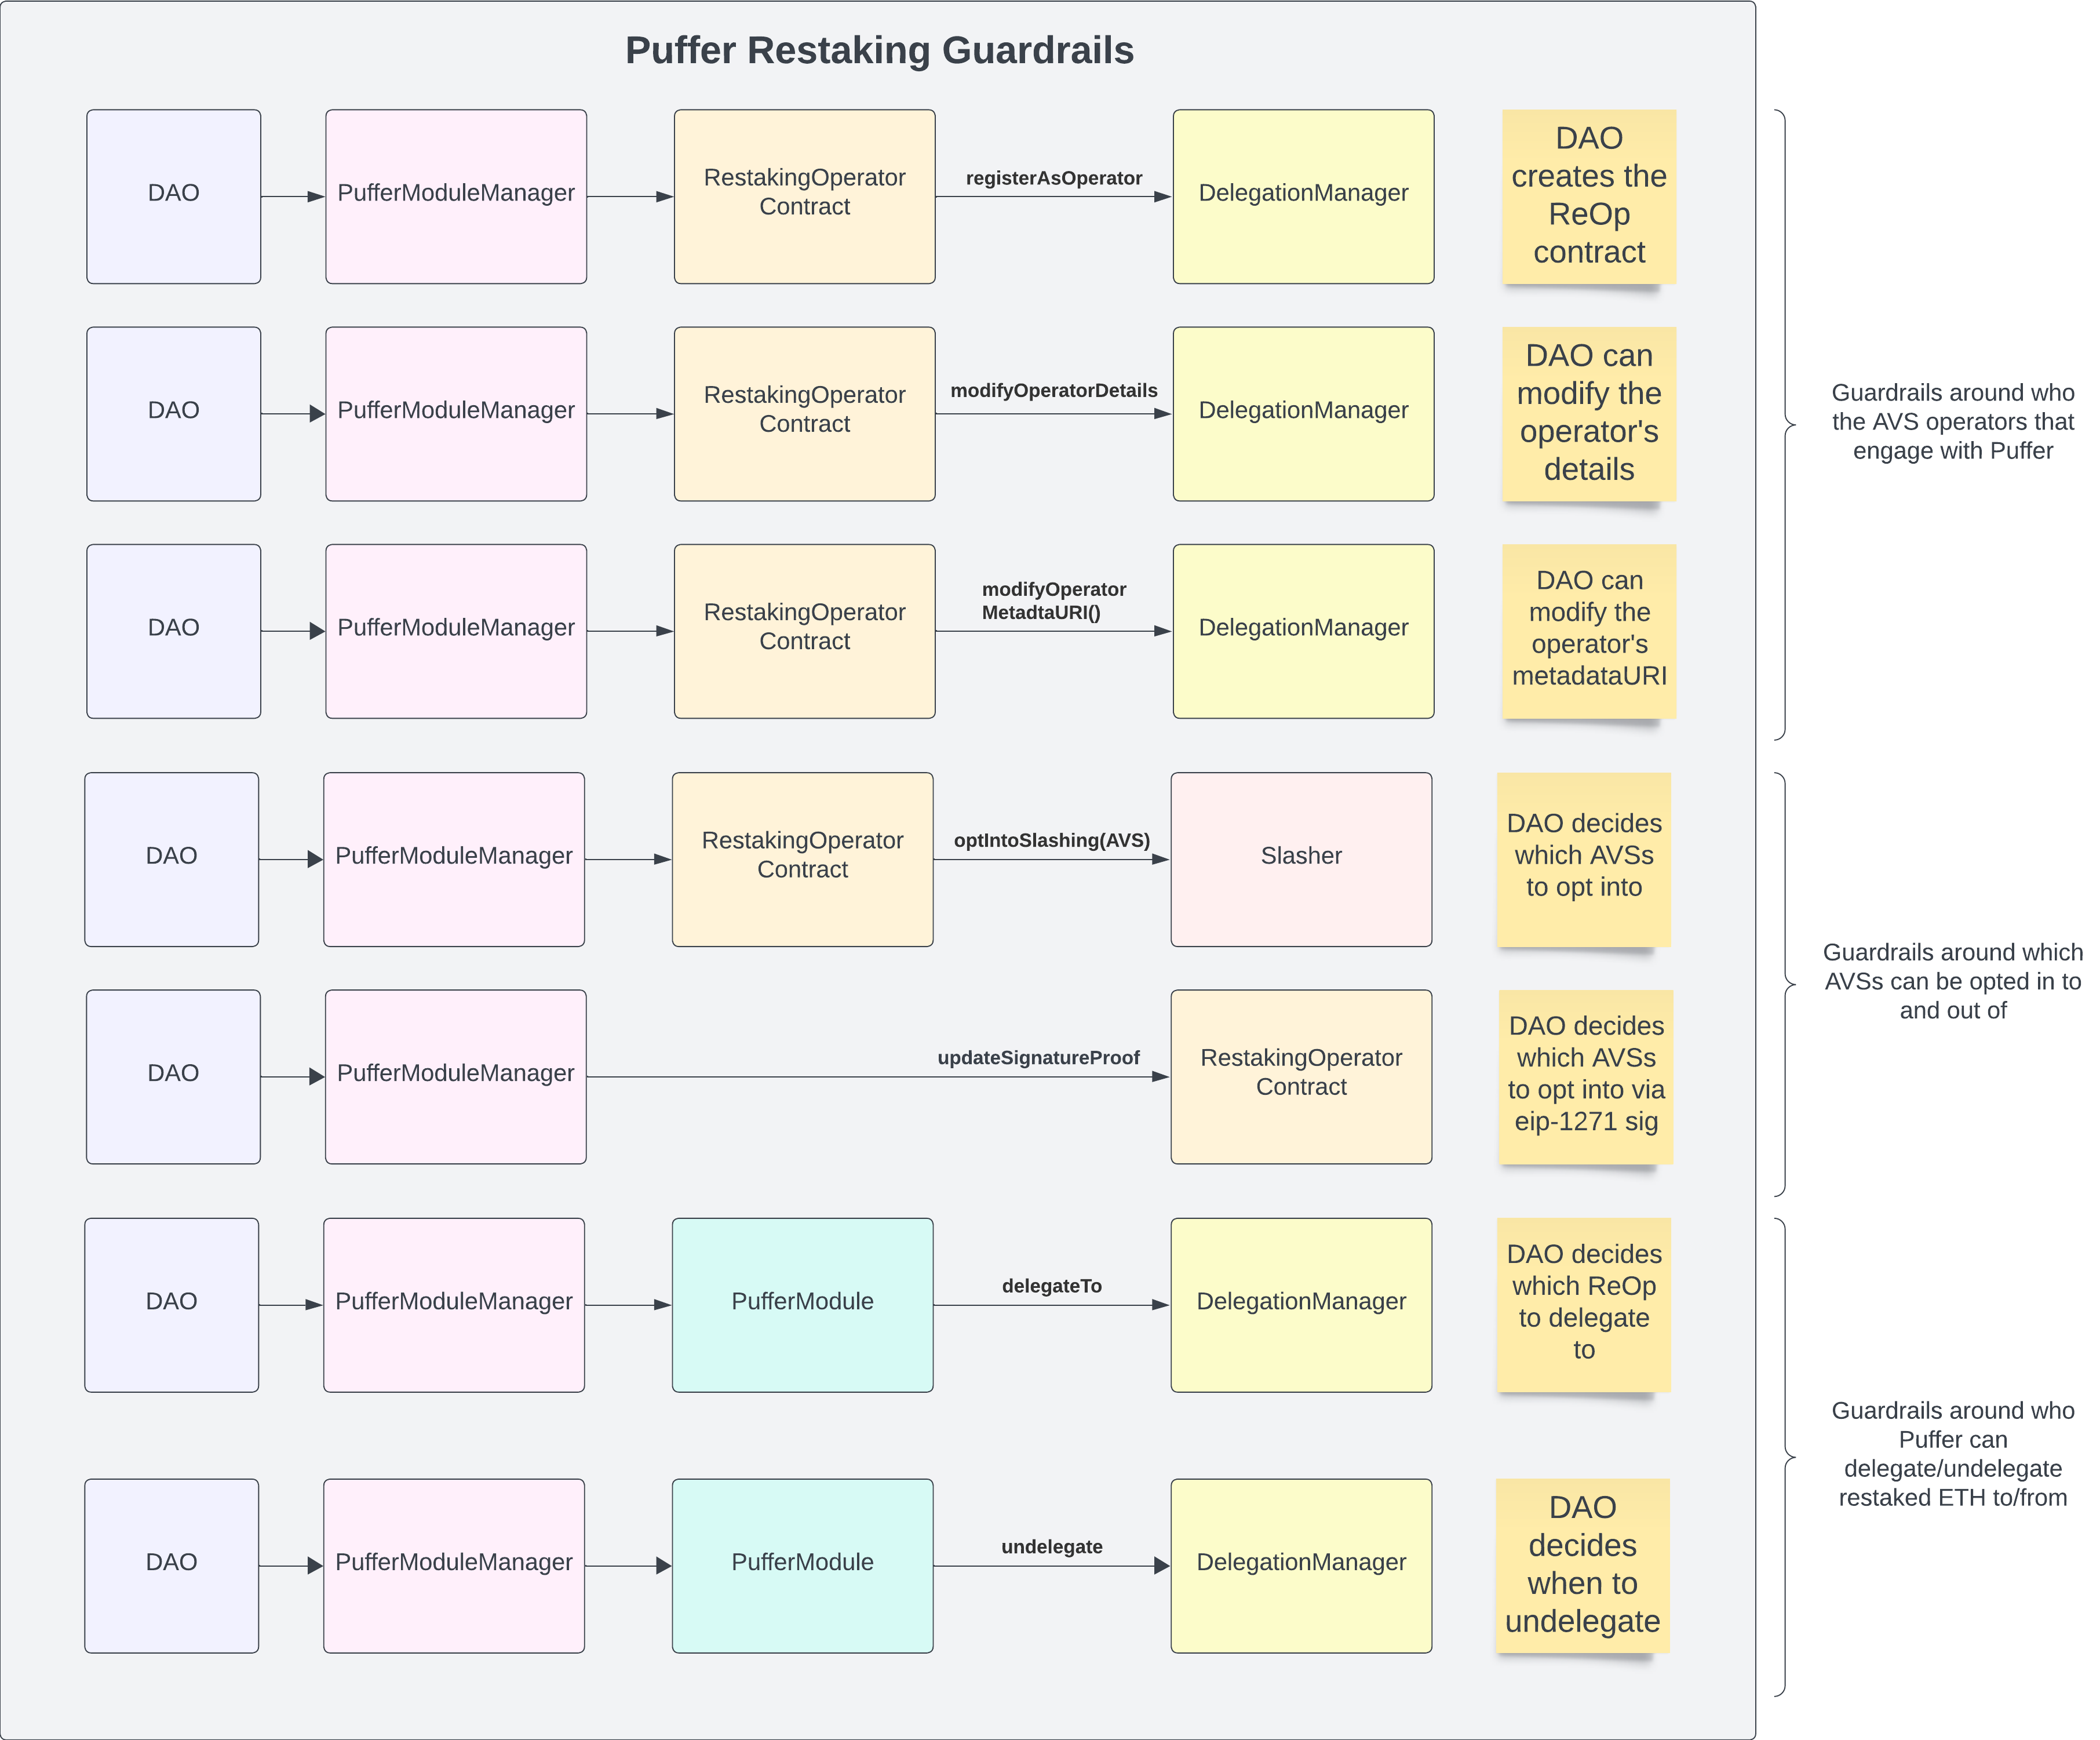 Puffer Restaking Guardrails
DAO
PufferModuleManager
RestakingOperator
Contract
registerAsOperator
DelegationManager
DAO
creates the
ReOp
contract
DAO
PufferModuleManager
RestakingOperator
Contract
modifyOperatorDetails
DelegationManager
DAO can
modify the
operator's
details
DAO
PufferModuleManager
RestakingOperator
Contract
modifyOperator
MetadtaURI()
DelegationManager
DAO can
modify the
operator's
metadataURI
Guardrails around who
the AVS operators that
engage with Puffer
DAO
PufferModuleManager
RestakingOperator
Contract
optIntoSlashing(AVS)
Slasher
DAO decides
which AVSs
to opt into
DAO
PufferModuleManager
updateSignatureProof
RestakingOperator
Contract
DAO decides
which AVSs
to opt into via
eip-1271 sig
Guardrails around which
AVSs can be opted in to
and out of
DAO
PufferModuleManager
PufferModule
delegateTo
DelegationManager
DAO decides
which ReOp
to delegate
to
DAO
PufferModuleManager
PufferModule
undelegate
DelegationManager
DAO
decides
when to
undelegate
Guardrails around who
Puffer can
delegate/undelegate
restaked ETH to/from